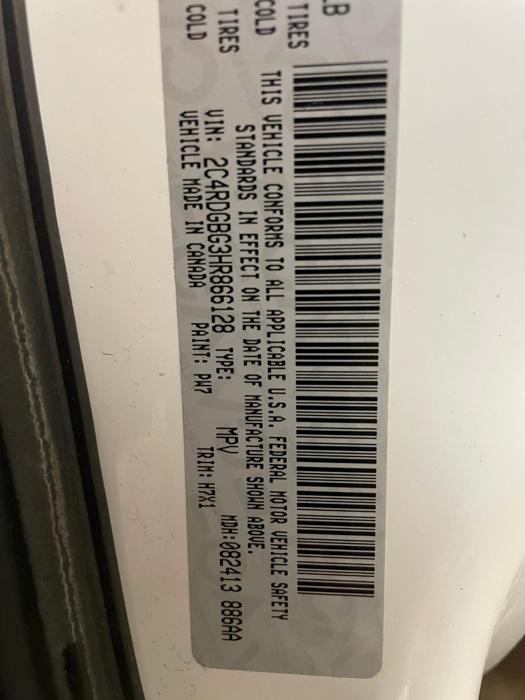 LB
TIRES COLD
TIRES COLD
THIS VEHICLE CONFORMS TO ALL APPLICABLE U.S.A. FEDERAL MOTOR VEHICLE SAFETY
STANDARDS IN EFFECT ON THE DATE OF MANUFACTURE SHOWN ABOVE.
VIN: 2C4RDGBG3HR866128 TYPE: MPV MDH:082413 886AA
VEHICLE MADE IN CANADA PAINT: PW7 TRIM: H7X1